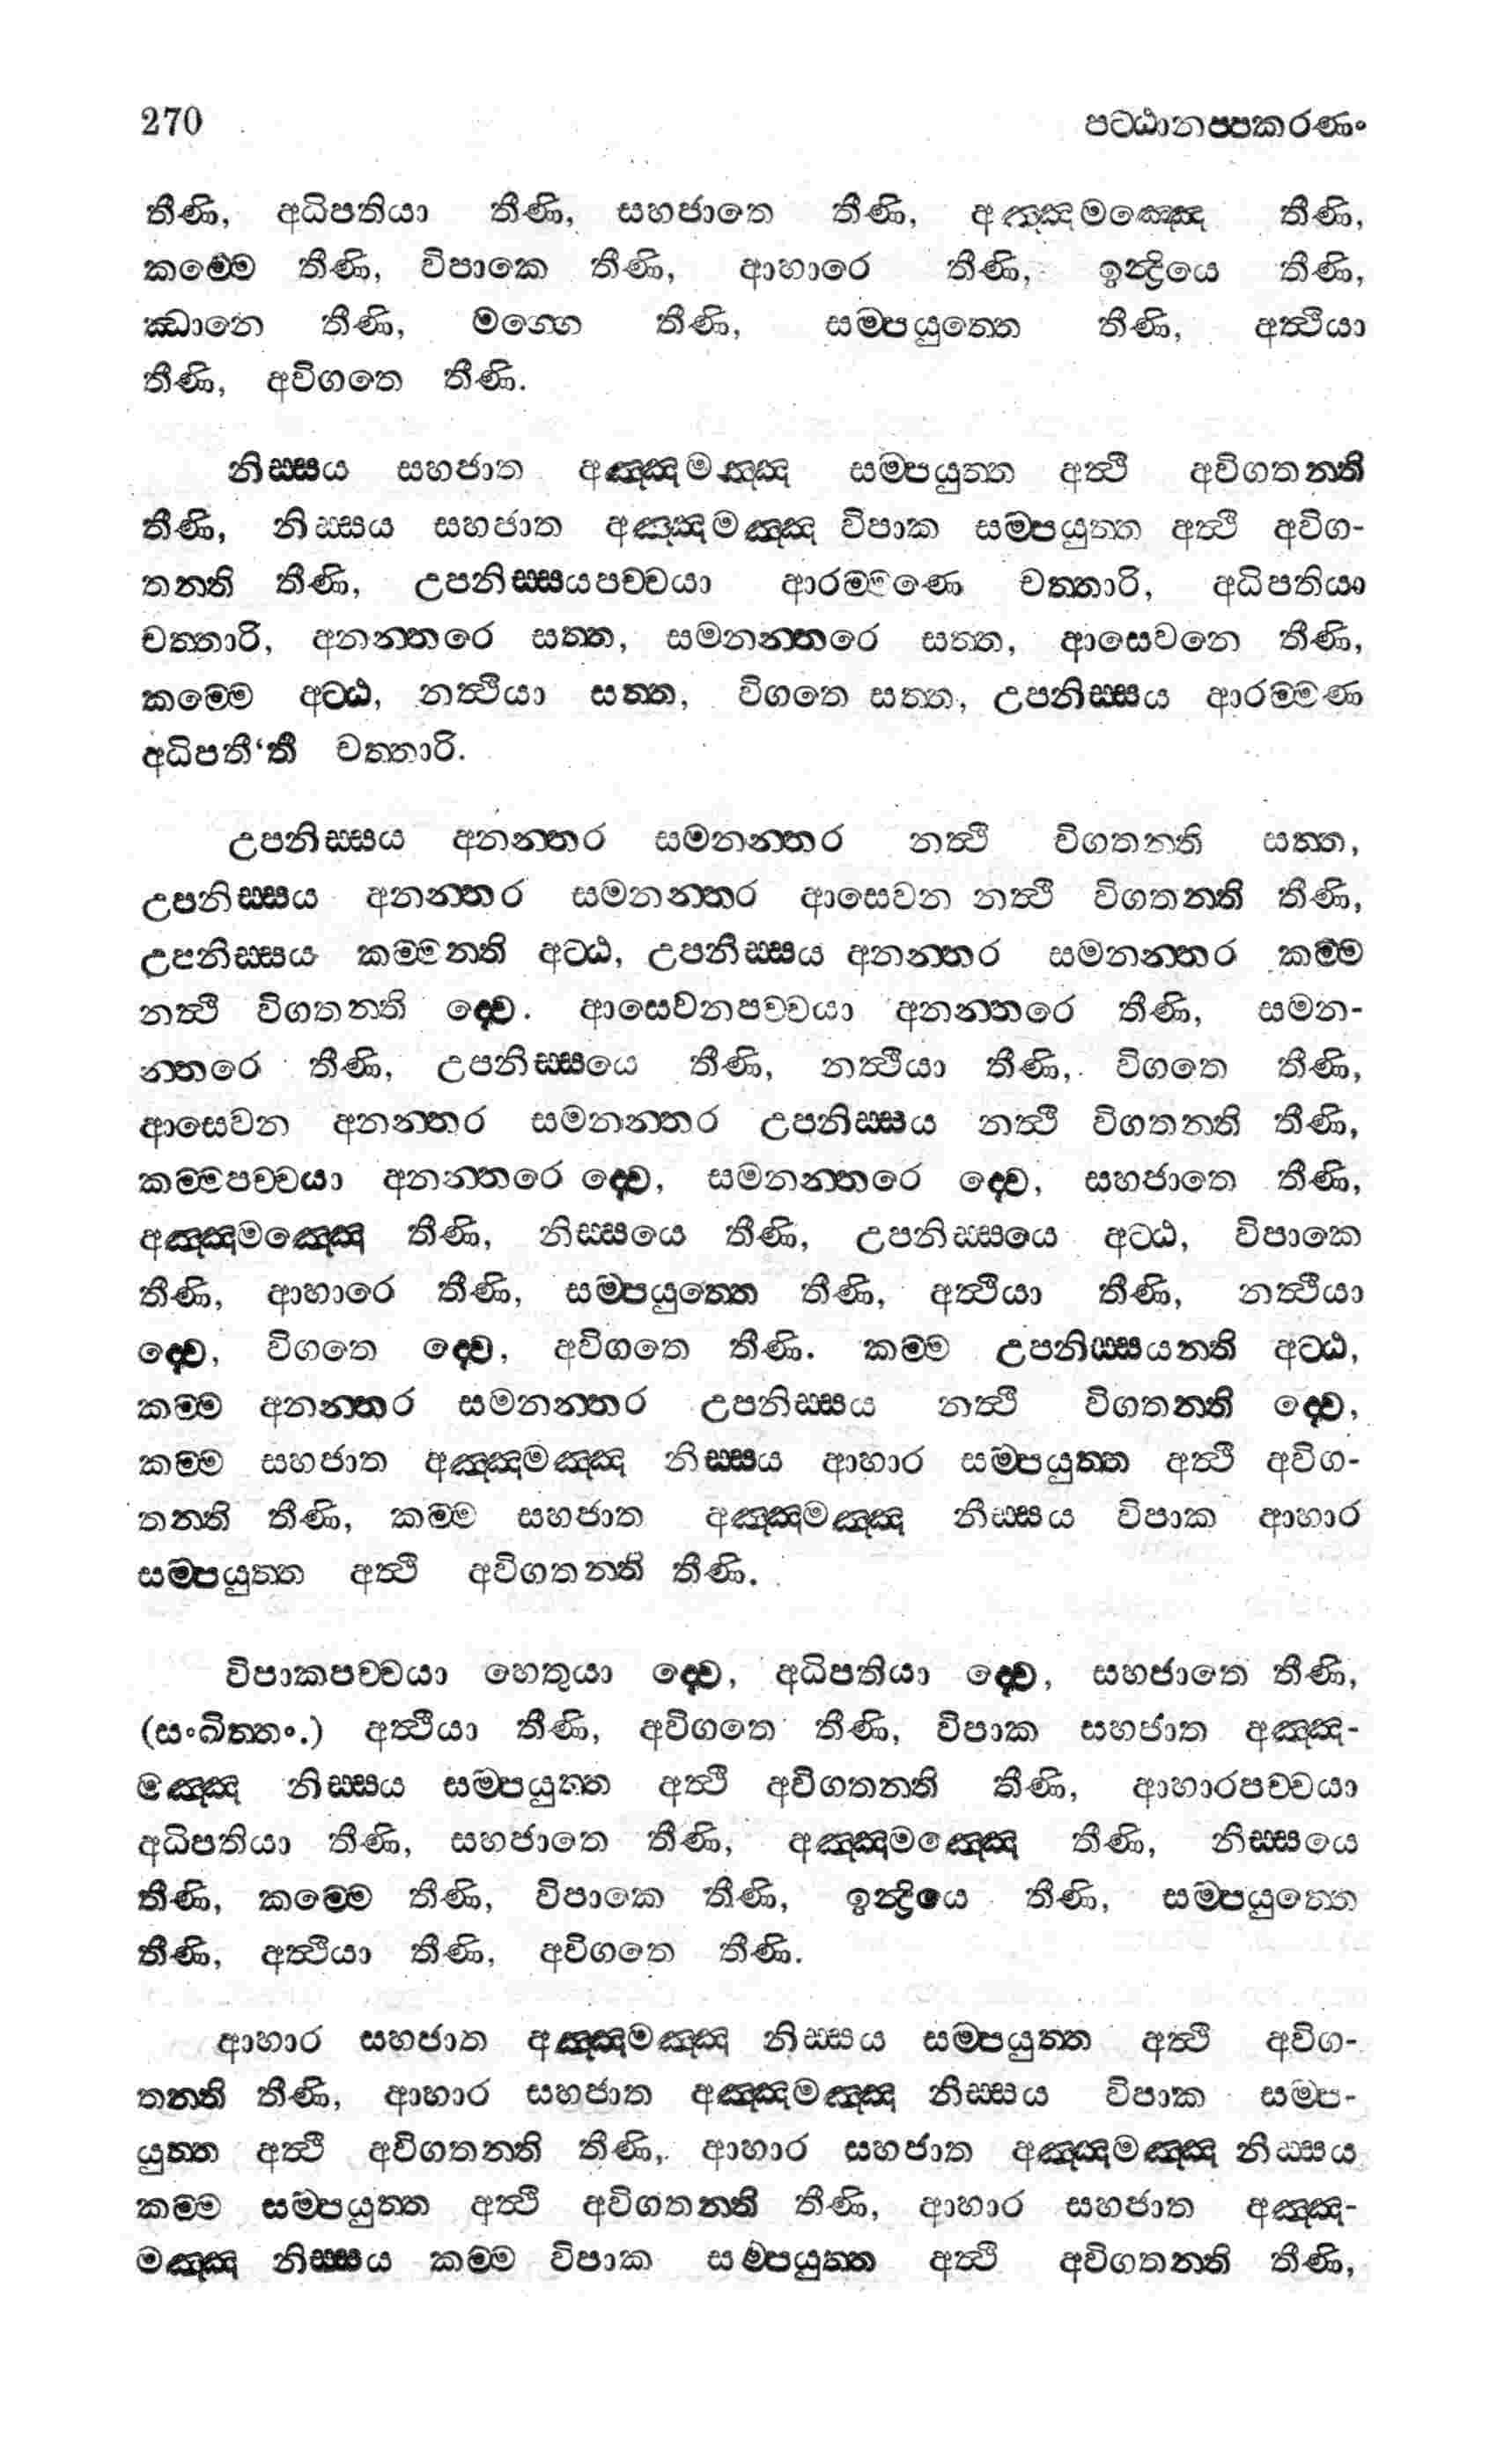 270 පට්ඨානප්පකරණං
තීණි, අධිපතියා තීණි, සහජාතෙ තීණි, අඤ්ඤමඤ්ඤෙ තීණි,
කම්මෙ තීණි, විපාකෙ තීණි, ආහාරෙ තීණි, ඉන්ද්‍රියෙ තීණි,
ඣානෙ තීණි, මග්ගෙ තීණි, සම්පයුත්තෙ තීණි, අත්ථියා
තීණි, අවිගතෙ තීණි.
නිස්සය සහජාත අඤ්ඤමඤ්ඤ සම්පයුත්ත අත්ථි අවිගතන්ති
තීණි, නිස්සය සහජාත අඤ්ඤමඤ්ඤ විපාක සම්පයුත්ත අත්ථි අවිග-
තන්ති තීණි, උපනිස්සයපච්චයා ආරම්මණෙ චත්තාරි, අධිපතියා
චත්තාරි, අනන්තරෙ සත්ත, සමනන්තරෙ සත්ත, ආසෙවනෙ තීණි,
කම්මෙ අට්ඨ, නත්ථියා සත්ත, විගතෙ සත්ත, උපනිස්සය ආරම්මණ
අධිපතී‘ති චත්තාරි.
උපනිස්සය අනන්තර සමනන්තර නත්ථි විගතන්ති සත්ත,
උපනිස්සය අනන්තර සමනන්තර ආසෙවන නත්ථි විගතන්ති තීණි,
උපනිස්සය කම්මන්ති අට්ඨ, උපනිස්සය අනන්තර සමනන්තර කම්ම
නත්ථි විගතන්ති ද්වෙ. ආසෙවනපච්චයා අනන්තරෙ තීණි, සමන-
න්තරෙ තීණි, උපනිස්සයෙ තීණි, නත්ථියා තීණි, විගතෙ තීණි,
ආසෙවන අනන්තර සමනන්තර උපනිස්සය නත්ථි විගතන්ති තීණි,
කම්මපච්චයා අනන්තරෙ ද්වෙ, සමනන්තරෙ ද්වෙ, සහජාතෙ තීණි,
අඤ්ඤමඤ්ඤෙ තීණි, නිස්සයෙ තීණි, උපනිස්සයෙ අට්ඨ, විපාකෙ
තීණි, ආහාරෙ තීණි, සම්පයුත්තෙ තීණි, අත්ථියා තීණි, නත්ථියා
ද්වෙ, විගතෙ ද්වෙ, අවිගතෙ තීණි. කම්ම උපනිස්සයන්ති අට්ඨ,
කම්ම අනන්තර සමනන්තර උපනිස්සය නත්ථි විගතන්ති ද්වෙ,
කම්ම සහජාත අඤ්ඤමඤ්ඤ නිස්සය ආහාර සම්පයුත්ත අත්ථි අවිග-
තන්ති තීණි, කම්ම සහජාත අඤ්ඤමඤ්ඤ නිස්සය විපාක ආහාර
සම්පයුත්ත අත්ථි අවිගතන්ති තීණි.
විපාකපච්චයා හෙතුයා ද්වෙ, අධිපතියා ද්වෙ, සහජාතෙ තීණි,
(සංඛිත්තං.) අත්ථියා තීණි, අවිගතෙ තීණි, විපාක සහජාත අඤ්ඤ-
මඤ්ඤ නිස්සය සම්පයුත්ත අත්ථි අවිගතන්ති තීණි, ආහාරපච්චයා
අධිපතියා තීණි, සහජාතෙ තීණි, අඤ්ඤමඤ්ඤෙ තීණි, නිස්සයෙ
තීණි, කම්මෙ තීණි, විපාකෙ තීණි, ඉන්ද්‍රියෙ තීණි, සම්පයුත්තෙ
තීණි, අත්ථියා තීණි, අවිගතෙ තීණි.
ආහාර සහජාත අඤ්ඤමඤ්ඤ නිස්සය සම්පයුත්ත අත්ථි අවිග-
තන්ති තීණි, ආහාර සහජාත අඤ්ඤමඤ්ඤ නිස්සය විපාක සම්ප-
යුත්ත අත්ථි අවිගතන්ති තීණි, ආහාර සහජාත අඤ්ඤමඤ්ඤ නිස්සය
කම්ම සම්පයුත්ත අත්ථි අවිගතන්ති තීණි, ආහාර සහජාත අඤ්ඤ-
මඤ්ඤ නිස්සය කම්ම විපාක සම්පයුත්ත අත්ථි අවිගතන්ති තීණි,